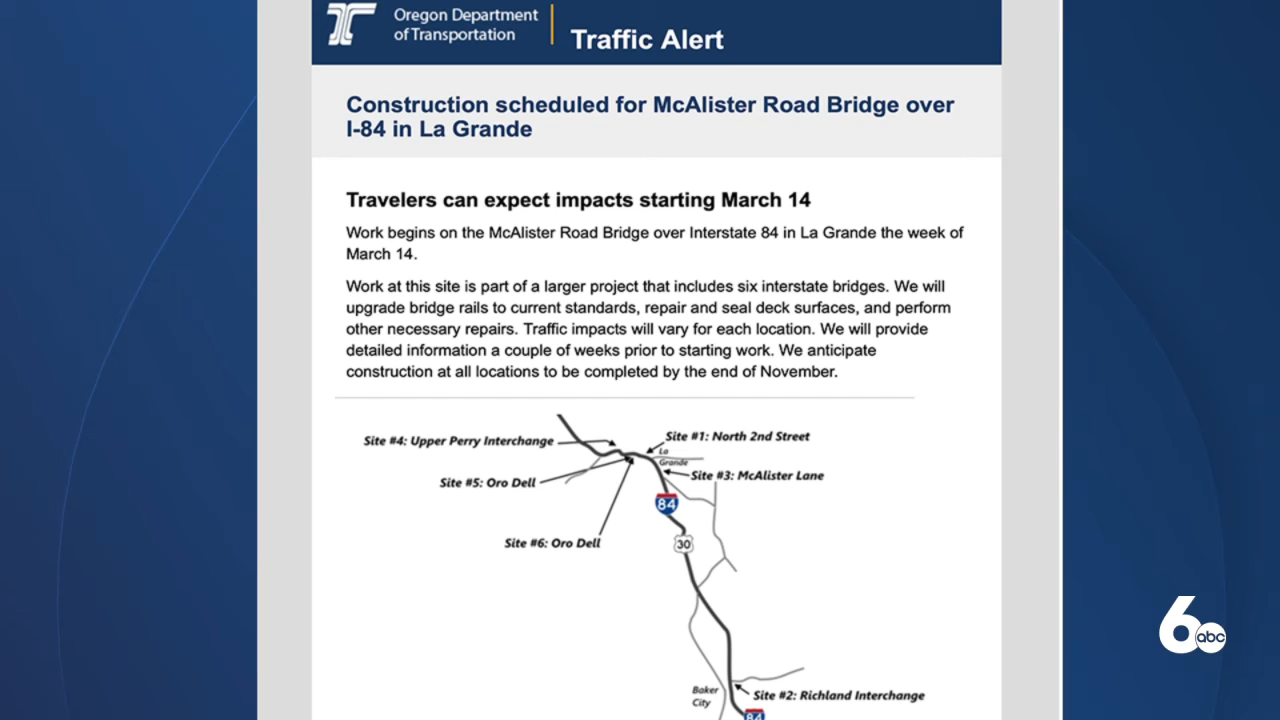 Oregon Department
of Transportation
Traffic Alert
Construction scheduled for McAlister Road Bridge over
I-84 in La Grande
Travelers can expect impacts starting March 14
Work begins on the McAlister Road Bridge over Interstate 84 in La Grande the week of
March 14.
Work at this site is part of a larger project that includes six interstate bridges. We will
upgrade bridge rails to current standards, repair and seal deck surfaces, and perform
other necessary repairs. Traffic impacts will vary for each location. We will provide
detailed information a couple of weeks prior to starting work. We anticipate
construction at all locations to be completed by the end of November.
Site #4: Upper Perry Interchange
Site #1: North 2nd Street
La
Grande
Site #3: McAlister Lane
Site #5: Oro Dell
84
Site #6: Oro Dell
30
Baker
City
Site #2: Richland Interchange
84
6 abc